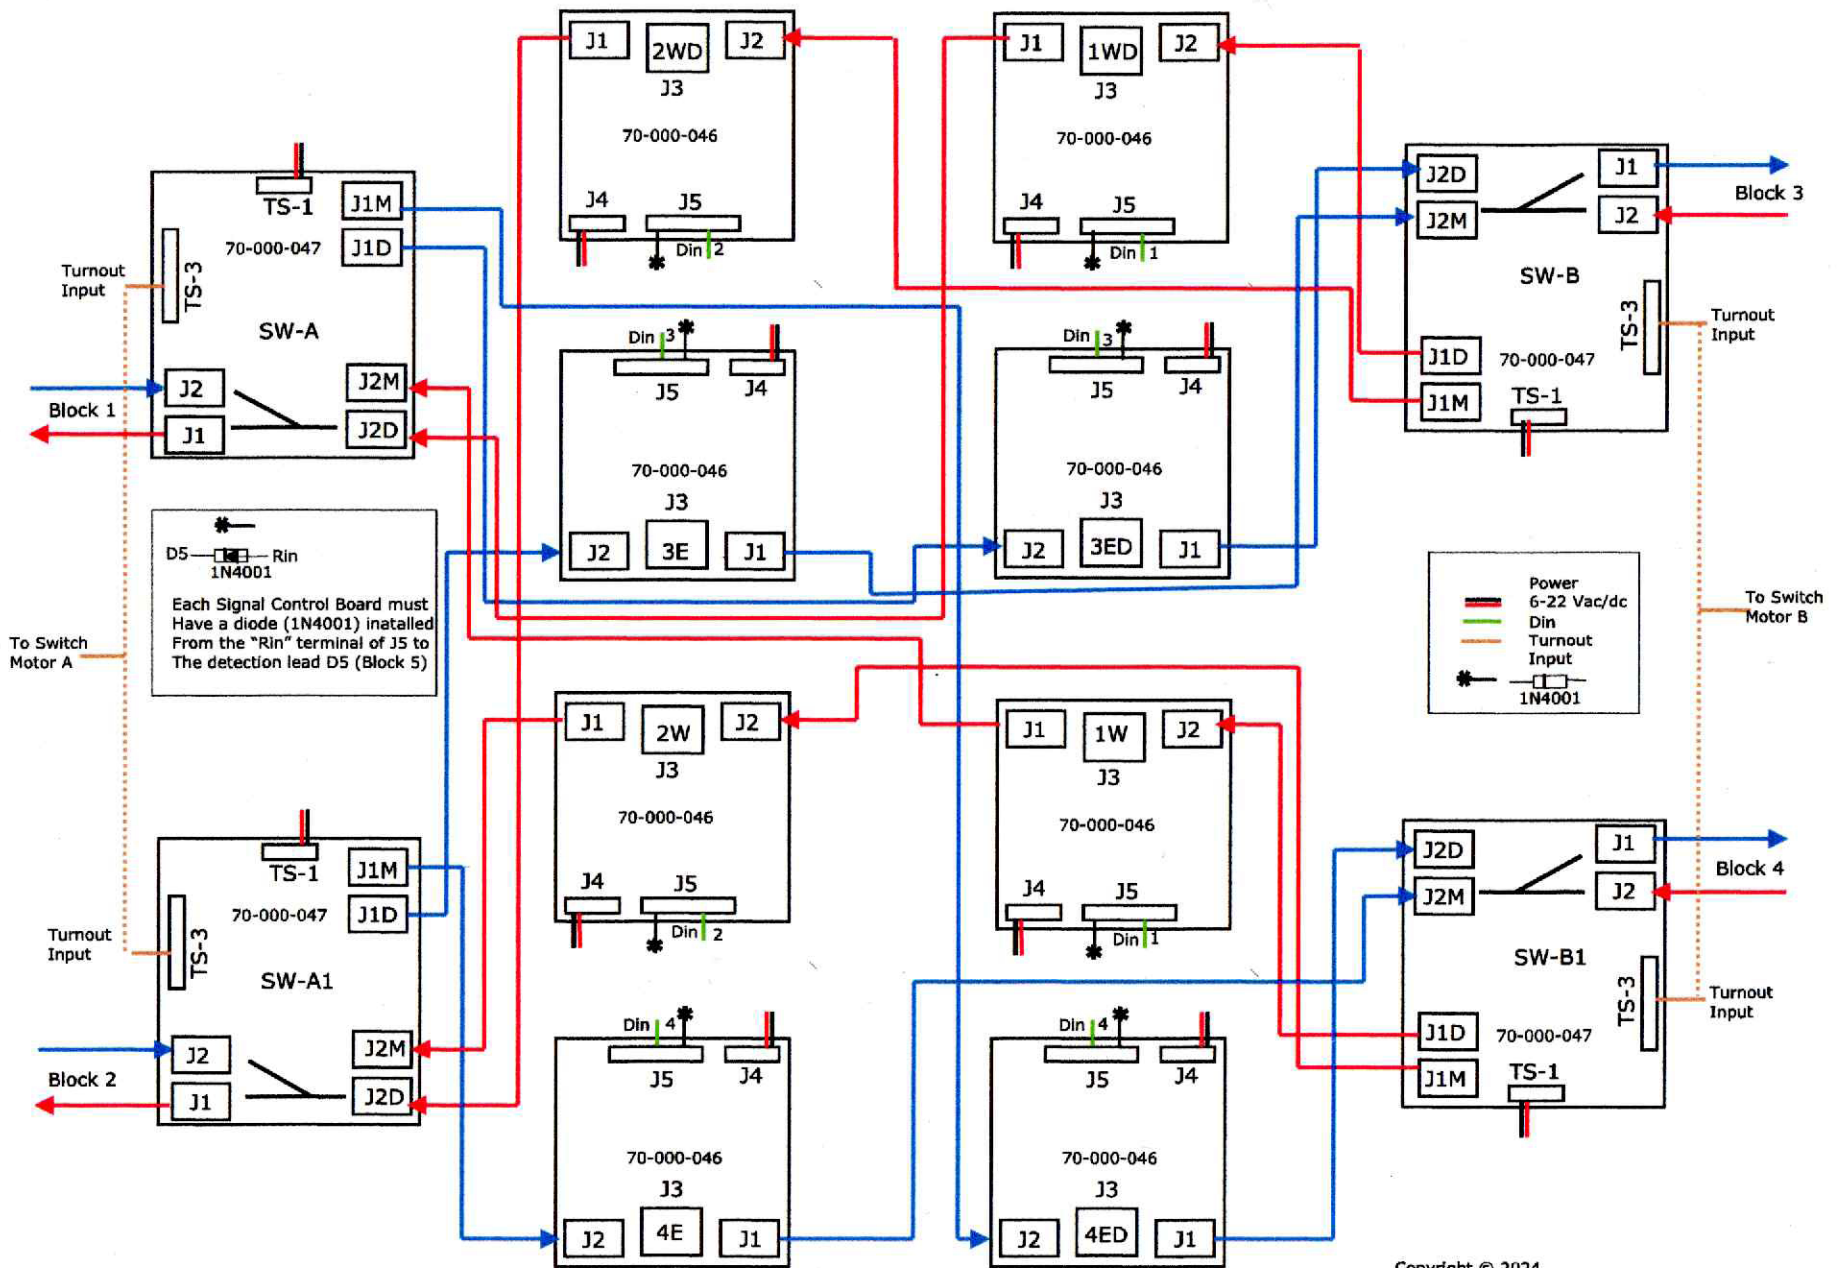 J1
2WD
J2
J3
70-000-046
J4
J5
Din 2
J1
1WD
J2
J3
70-000-046
J4
J5
Din 1
TS-1
J1M
70-000-047
J1D
TS-3
Turnout
Input
SW-A
J2
J2M
Block 1
J1
J2D
J2D
J1
Block 3
J2M
J2
SW-B
TS-3
Turnout
Input
J1D
70-000-047
J1M
TS-1
Din 3
J5
J4
70-000-046
J3
J2
3E
J1
Din 3
J5
J4
70-000-046
J3
J2
3ED
J1
D5 Rin
1N4001
Each Signal Control Board must
Have a diode (1N4001) inatalled
From the "Rin" terminal of J5 to
The detection lead D5 (Block 5)
To Switch
Motor A
Power
6-22 Vac/dc
Din
Turnout
Input
1N4001
To Switch
Motor B
J1
2W
J2
J3
70-000-046
J4
J5
Din 2
J1
1W
J2
J3
70-000-046
J4
J5
Din 1
TS-1
J1M
70-000-047
J1D
TS-3
Turnout
Input
SW-A1
J2
J2M
Block 2
J1
J2D
J2D
J1
Block 4
J2M
J2
SW-B1
TS-3
Turnout
Input
J1D
70-000-047
J1M
TS-1
Din 4
J5
J4
70-000-046
J3
J2
4E
J1
Din 4
J5
J4
70-000-046
J3
J2
4ED
J1
Copyright © 2024